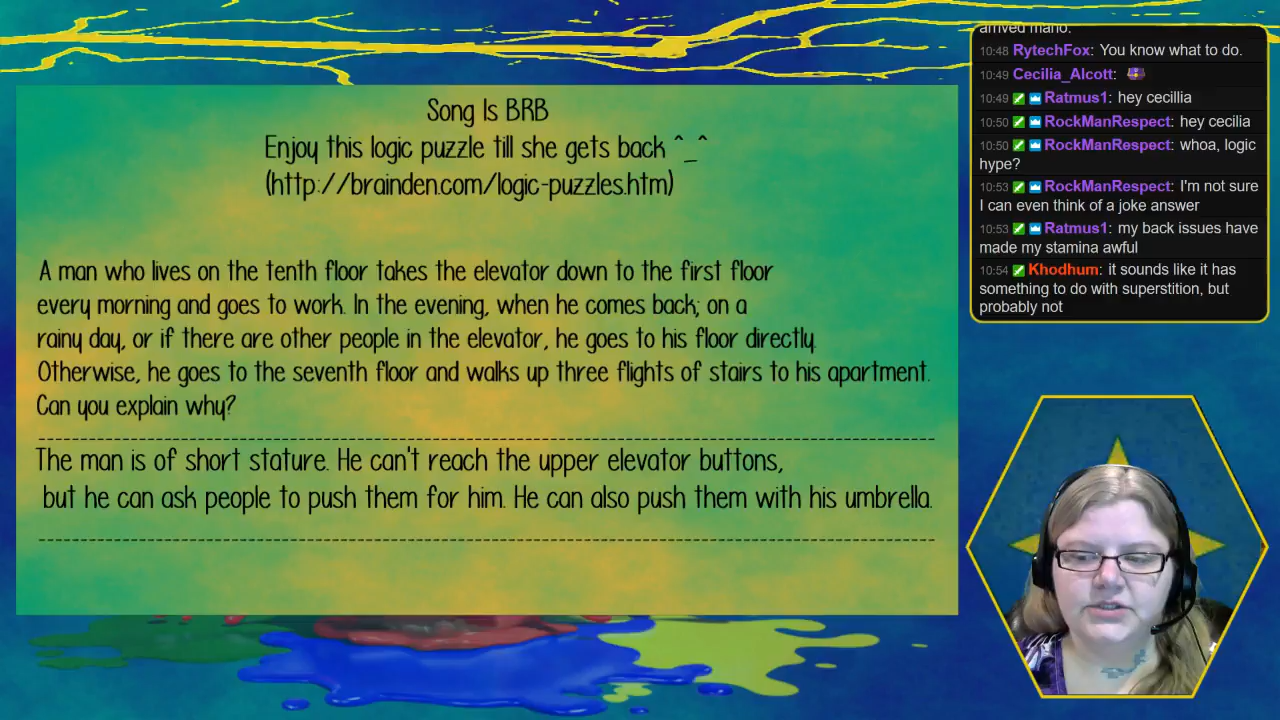 Song Is BRB
Enjoy this logic puzzle till she gets back ^_^
(http://brainden.com/logic-puzzles.htm)
A man who lives on the tenth floor takes the elevator down to the first floor
every morning and goes to work. In the evening, when he comes back; on a
rainy day, or if there are other people in the elevator, he goes to his floor directly.
Otherwise, he goes to the seventh floor and walks up three flights of stairs to his apartment.
Can you explain why?
The man is of short stature. He can't reach the upper elevator buttons,
but he can ask people to push them for him. He can also push them with his umbrella.
arrived mario.
10:48 RytechFox: You know what to do.
10:49 Cecilia_Alcott:
10:49 Ratmus1: hey cecillia
10:50 RockManRespect: hey cecilia
10:50 RockManRespect: whoa, logic
hype?
10:53 RockManRespect: I'm not sure
I can even think of a joke answer
10:53 Ratmus1: my back issues have
made my stamina awful
10:54 Khodhum: it sounds like it has
something to do with superstition, but
probably not